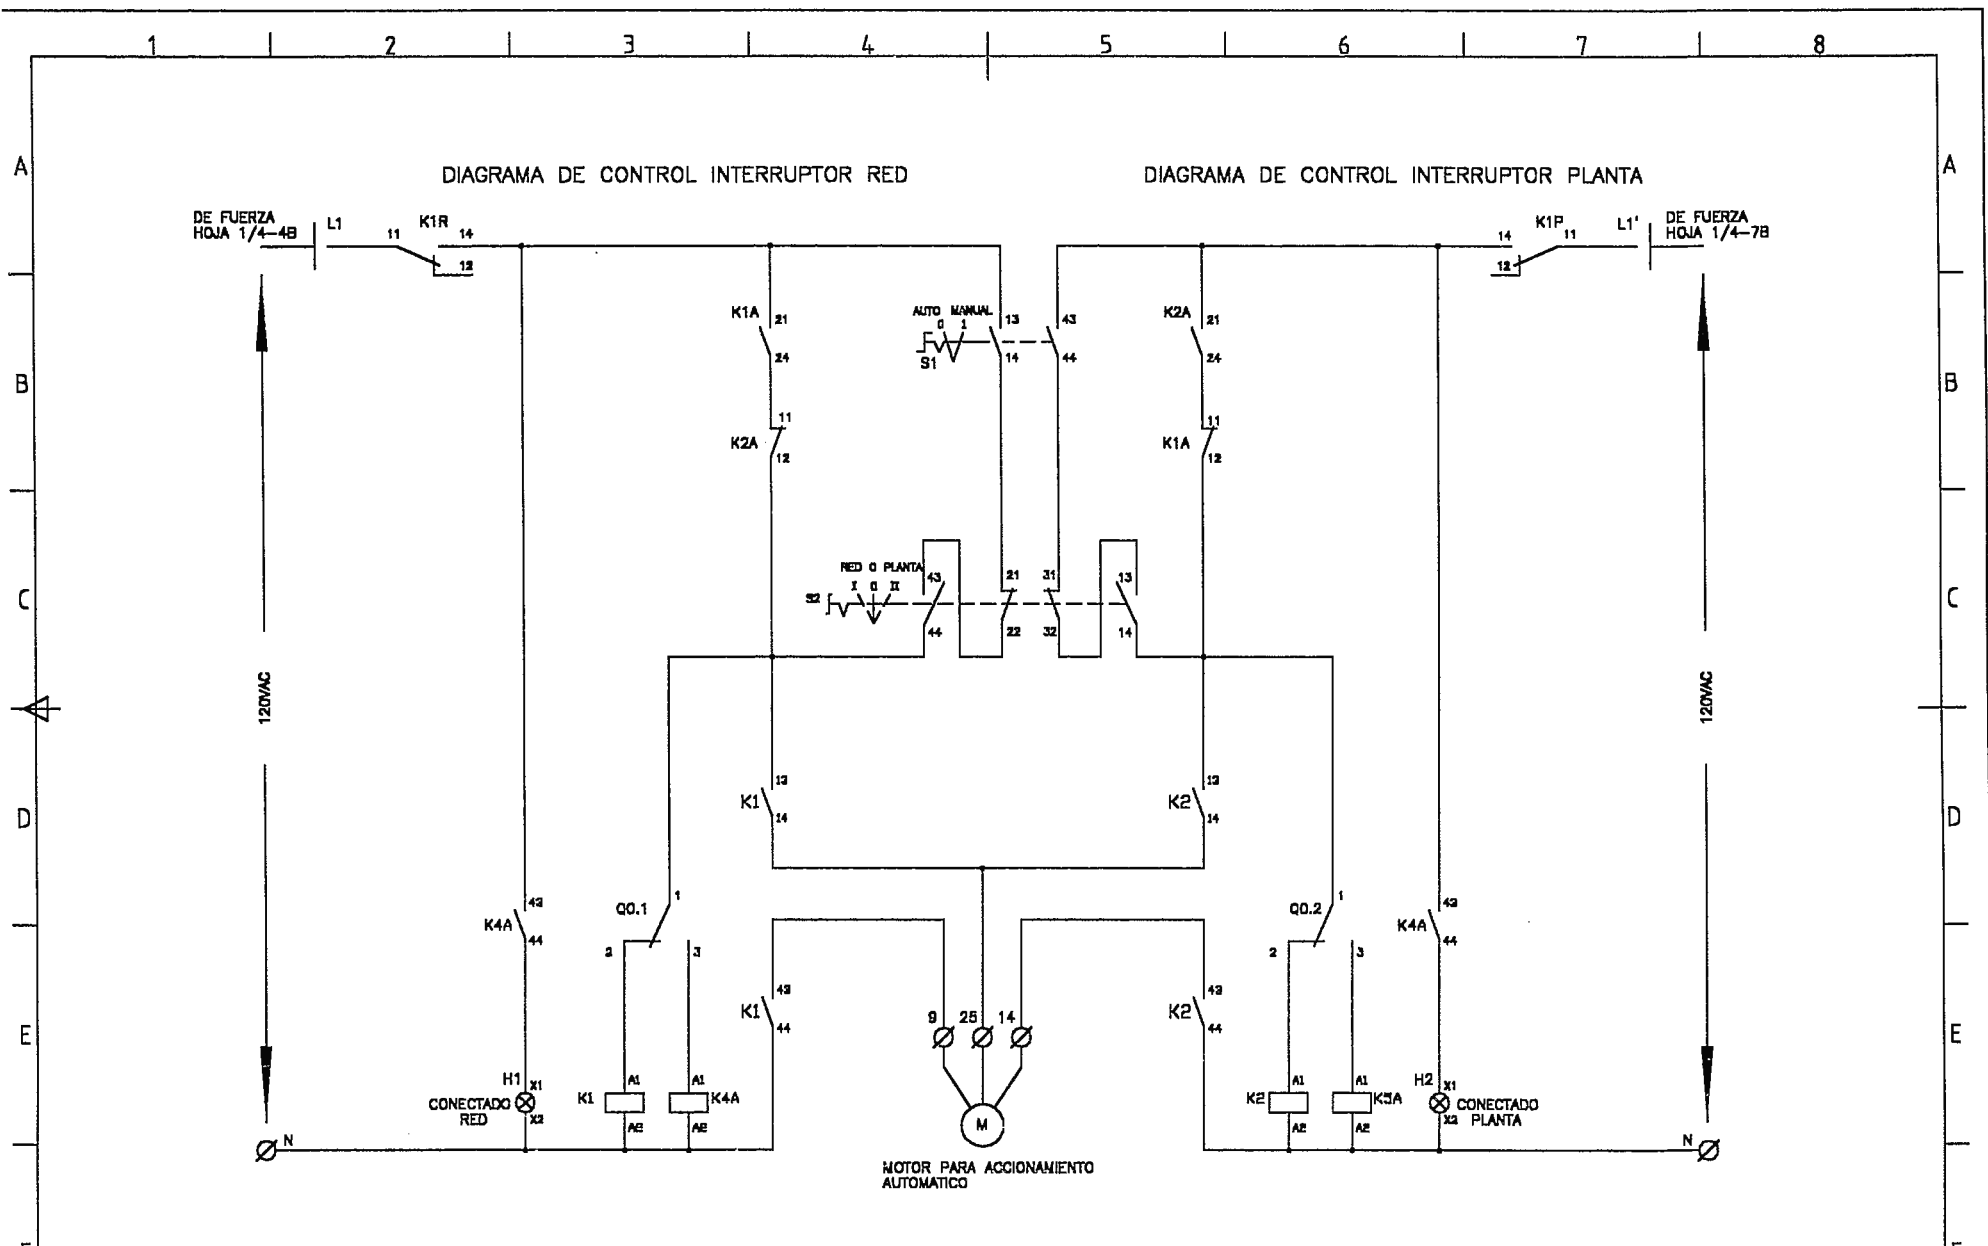 1 2 3 4 5 6 7 8
A A
DIAGRAMA DE CONTROL INTERRUPTOR RED
DIAGRAMA DE CONTROL INTERRUPTOR PLANTA
DE FUERZA
HOJA 1/4-4B
L1
11
K1R
14
12
14
12
K1P
11
L1'
DE FUERZA
HOJA 1/4-7B
K1A
21
24
AUTO MANUAL
0 1
S1
13
14
43
44
K2A
21
24
B B
K2A
11
12
K1A
11
12
RED 0 PLANTA
I 0 II
S2
43
44
21
22
31
32
13
14
C C
120VAC
120VAC
K1
13
14
K2
13
14
D D
K4A
43
44
Q0.1
1
2
3
Q0.2
1
2
3
K4A
43
44
K1
43
44
9 25 14
K2
43
44
E E
H1
X1
X2
CONECTADO
RED
K1
A1
A2
A1
A2
K4A
M
K2
A1
A2
A1
A2
K5A
H2
X1
X2
CONECTADO
PLANTA
N
N
MOTOR PARA ACCIONAMIENTO
AUTOMATICO